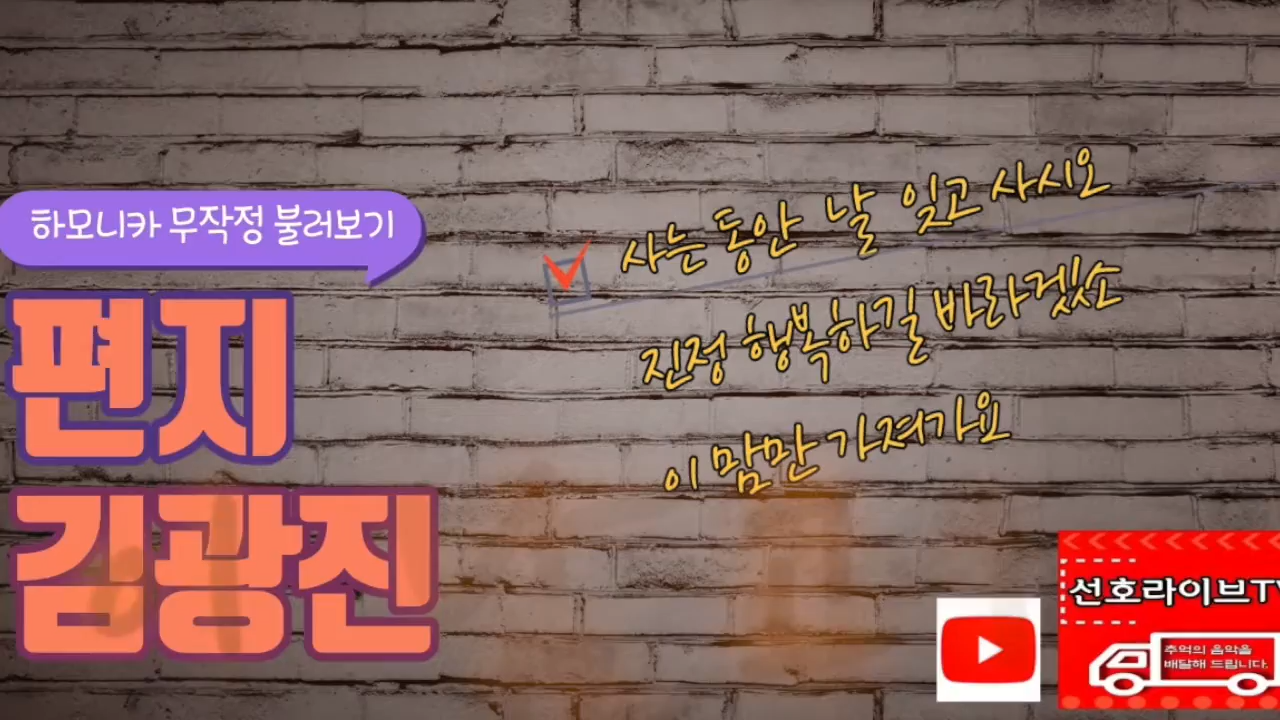 하모니카 무작정 불러보기
편지
김광진
사는 동안 날 잊고 사시오
진정 행복하길 바라겠소
이 맘만 가져가요
선호라이브TV
추억의 음악을
배달해 드립니다.